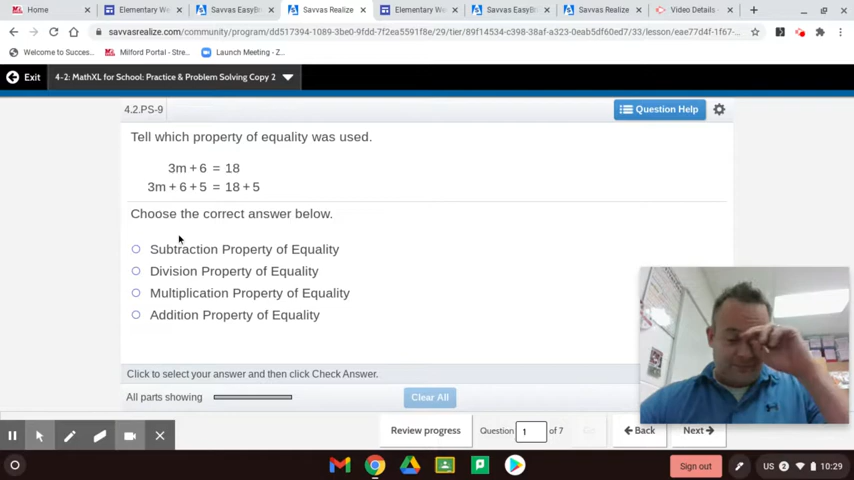 Home
Elementary We
Savvas EasyBri
Savvas Realize
Elementary We
Savvas EasyBri
Savvas Realize
Video Details -
savvasrealize.com/community/program/dd517394-1089-3be0-9fdd-7f2ea5591f8e/29/tier/89f14534-c398-38af-a323-0eab5df60ed7/33/lesson/eae77d4f-1f67-...
Welcome to Succes...
Milford Portal - Stre...
Launch Meeting - Z...
Exit
4-2: MathXL for School: Practice & Problem Solving Copy 2
4.2.PS-9
Question Help
Tell which property of equality was used.
3m + 6 = 18
3m + 6 + 5 = 18 + 5
Choose the correct answer below.
Subtraction Property of Equality
Division Property of Equality
Multiplication Property of Equality
Addition Property of Equality
Click to select your answer and then click Check Answer.
All parts showing
Clear All
Review progress
Question 1 of 7
Go
Back
Next
Sign out
US 2 10:29